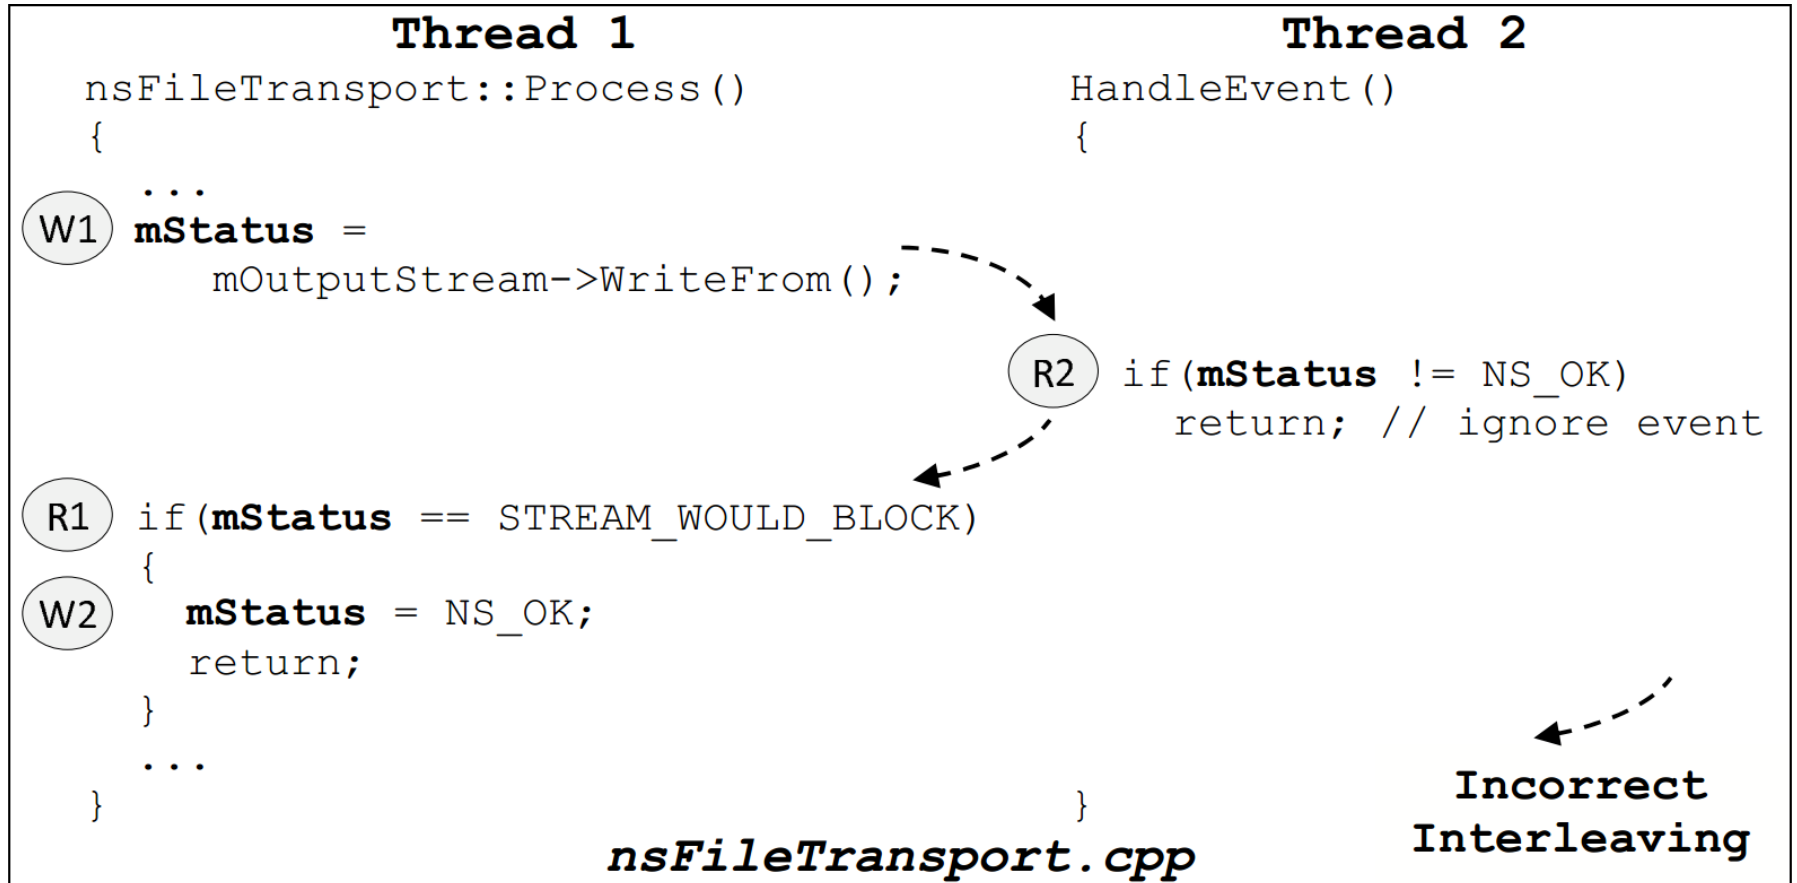 Thread 1
Thread 2
nsFileTransport::Process()
HandleEvent()
{
{
...
W1
mStatus =
mOutputStream->WriteFrom();
R2
if(mStatus != NS_OK)
return; // ignore event
R1
if(mStatus == STREAM_WOULD_BLOCK)
{
W2
mStatus = NS_OK;
return;
}
...
}
}
Incorrect
Interleaving
nsFileTransport.cpp